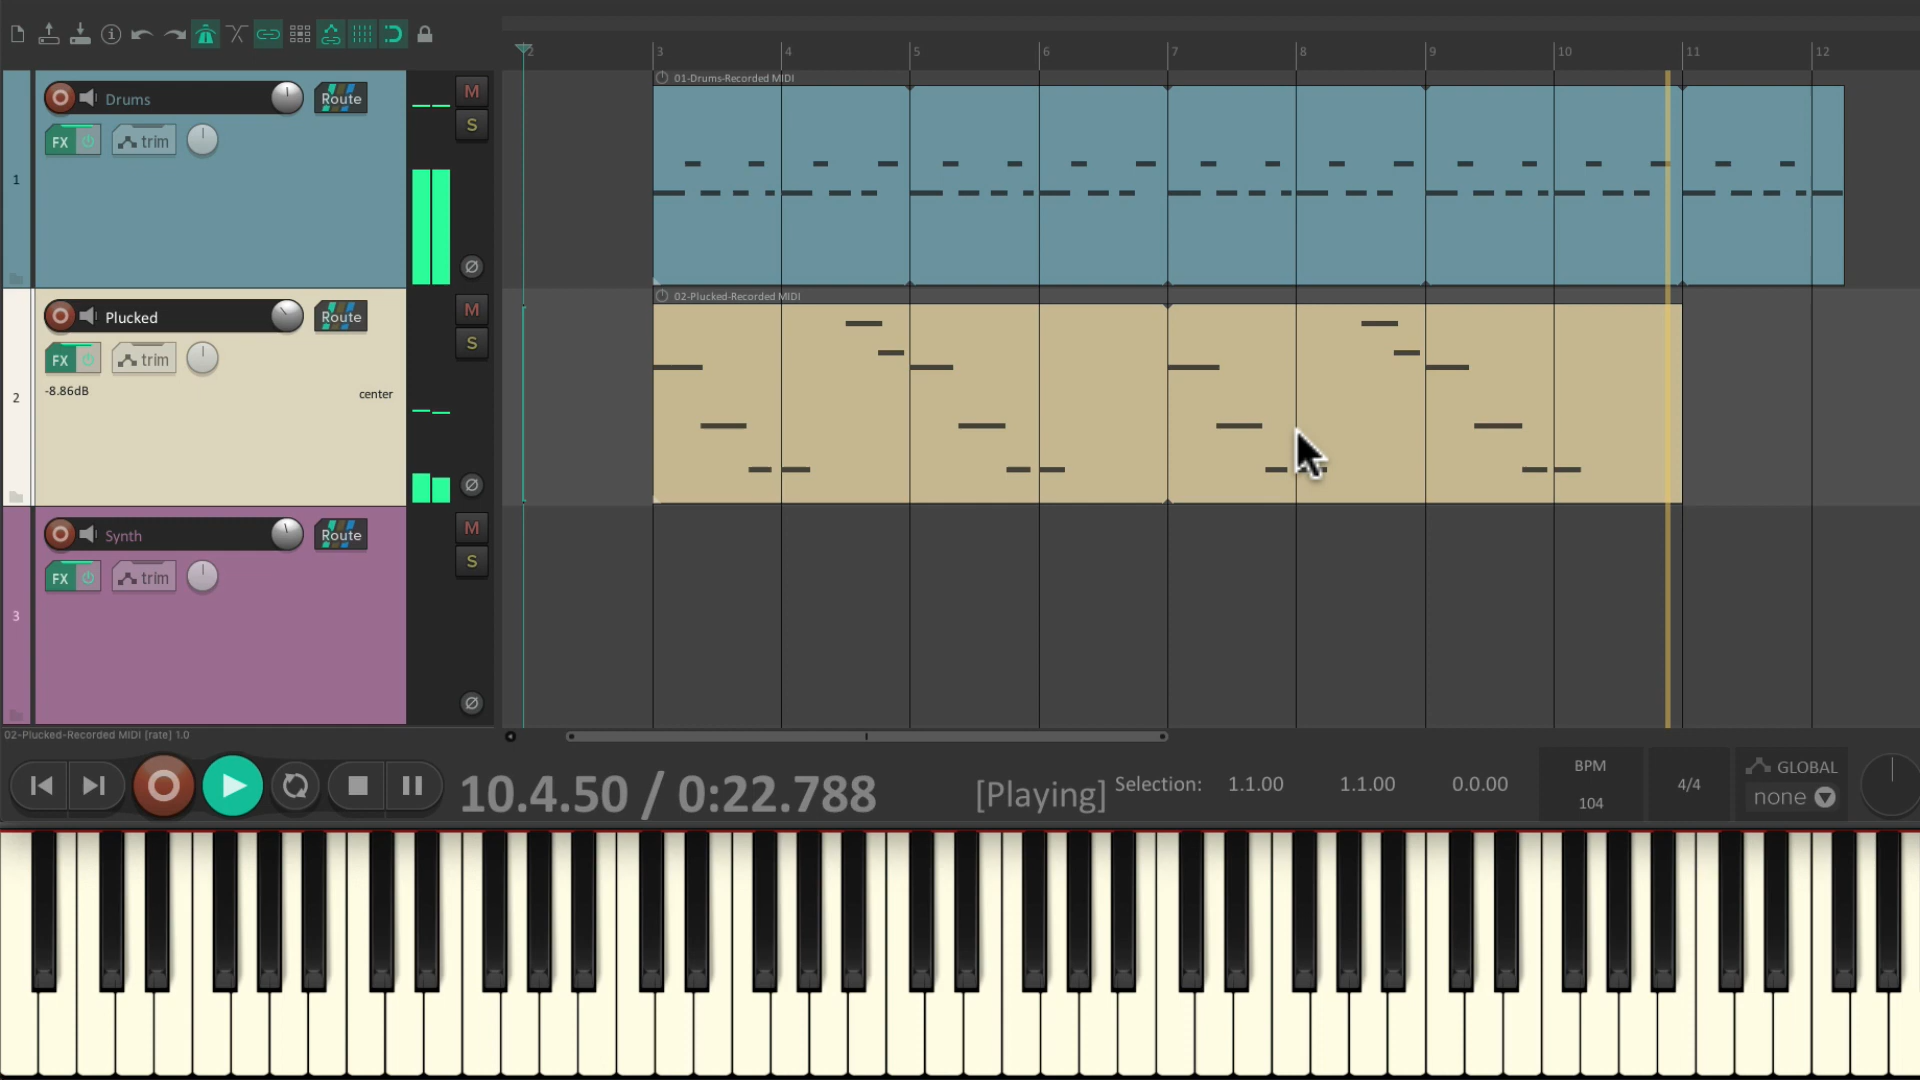 2 3 4 5 6 7 8 9 10 11 12
01-Drums-Recorded MIDI
Drums Route M
S
FX trim
1
02-Plucked-Recorded MIDI
Plucked Route M
S
FX trim
-8.86dB center
2
Synth Route M
S
FX trim
3
02-Plucked-Recorded MIDI [rate] 1.0
10.4.50 / 0:22.788 [Playing] Selection: 1.1.00 1.1.00 0.0.00
BPM
104
4/4
GLOBAL
none